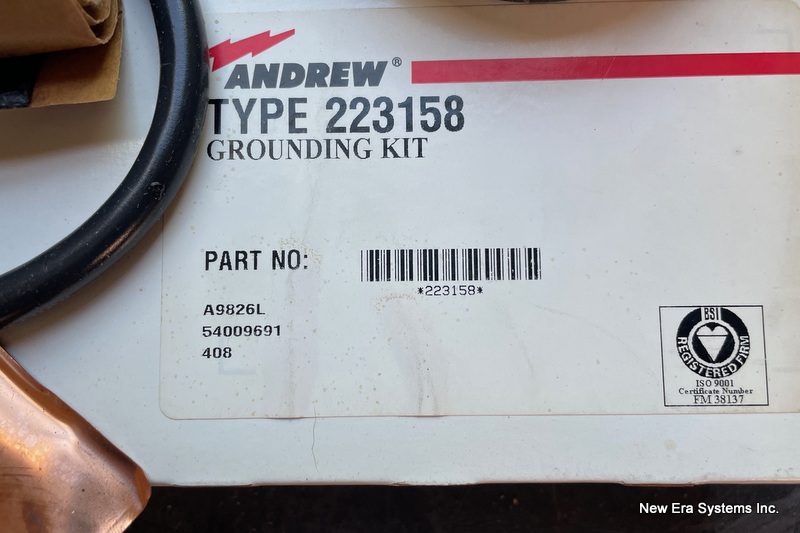 ANDREW®
TYPE 223158
GROUNDING KIT
PART NO:
*223158*
A9826L
54009691
408
BSI
REGISTERED FIRM
ISO 9001
Certificate Number
FM 38137
New Era Systems Inc.